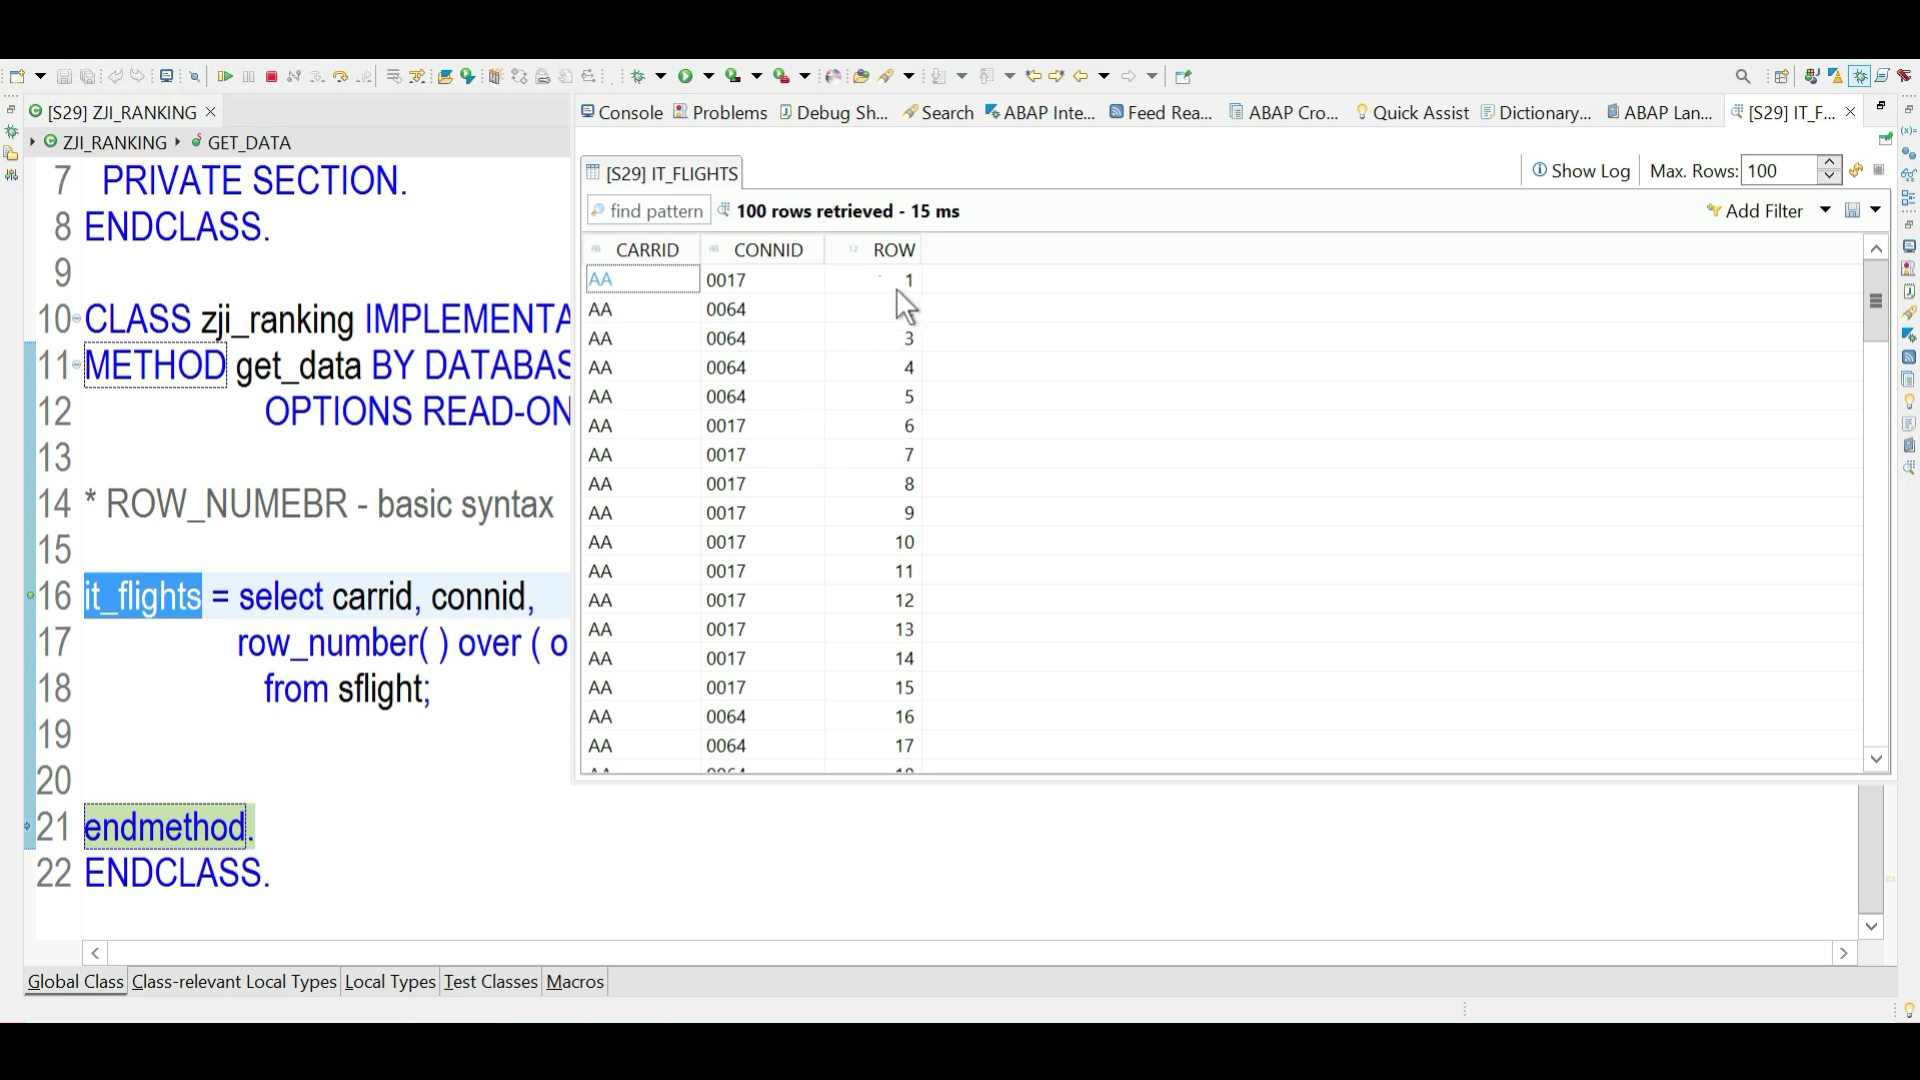 [S29] ZJI_RANKING
Console Problems Debug Sh... Search ABAP Inte... Feed Rea... ABAP Cro... Quick Assist Dictionary... ABAP Lan... [S29] IT_F...
ZJI_RANKING GET_DATA
7 PRIVATE SECTION.
8 ENDCLASS.
9
10 CLASS zji_ranking IMPLEMENTA
11 METHOD get_data BY DATABAS
12 OPTIONS READ-ON
13
14 * ROW_NUMEBR - basic syntax
15
16 it_flights = select carrid, connid,
17 row_number( ) over ( o
18 from sflight;
19
20
21 endmethod.
22 ENDCLASS.
[S29] IT_FLIGHTS
Show Log Max. Rows: 100
find pattern 100 rows retrieved - 15 ms Add Filter
CARRID CONNID ROW
AA 0017 1
AA 0064
AA 0064 3
AA 0064 4
AA 0064 5
AA 0017 6
AA 0017 7
AA 0017 8
AA 0017 9
AA 0017 10
AA 0017 11
AA 0017 12
AA 0017 13
AA 0017 14
AA 0017 15
AA 0064 16
AA 0064 17
Global Class Class-relevant Local Types Local Types Test Classes Macros